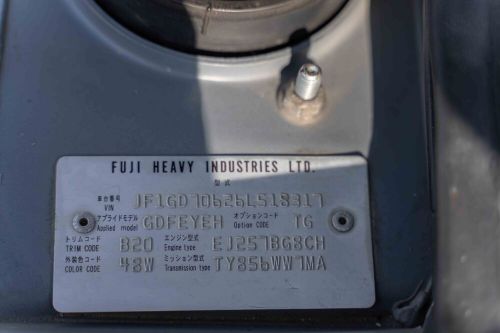 FUJI HEAVY INDUSTRIES LTD.
型式
車台番号 VIN JF1GD70626L518317
アプライドモデル Applied model GDFEYEH オプションコード Option code TG
トリムコード TRIM CODE B20 エンジン型式 Engine type EJ257BG8CH
外装色コード COLOR CODE 48W ミッション型式 Transmission type TY856WW7MA